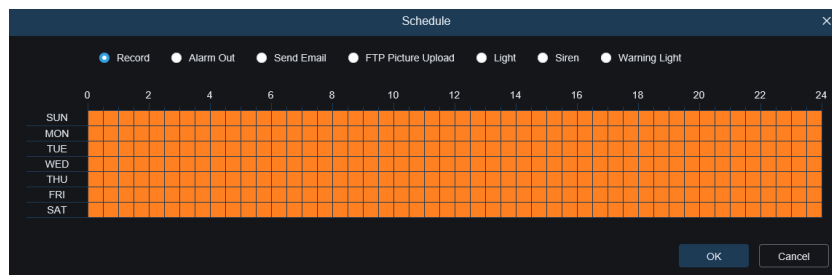 Schedule
Record Alarm Out Send Email FTP Picture Upload Light Siren Warning Light
0 2 4 6 8 10 12 14 16 18 20 22 24
SUN
MON
TUE
WED
THU
FRI
SAT
OK Cancel